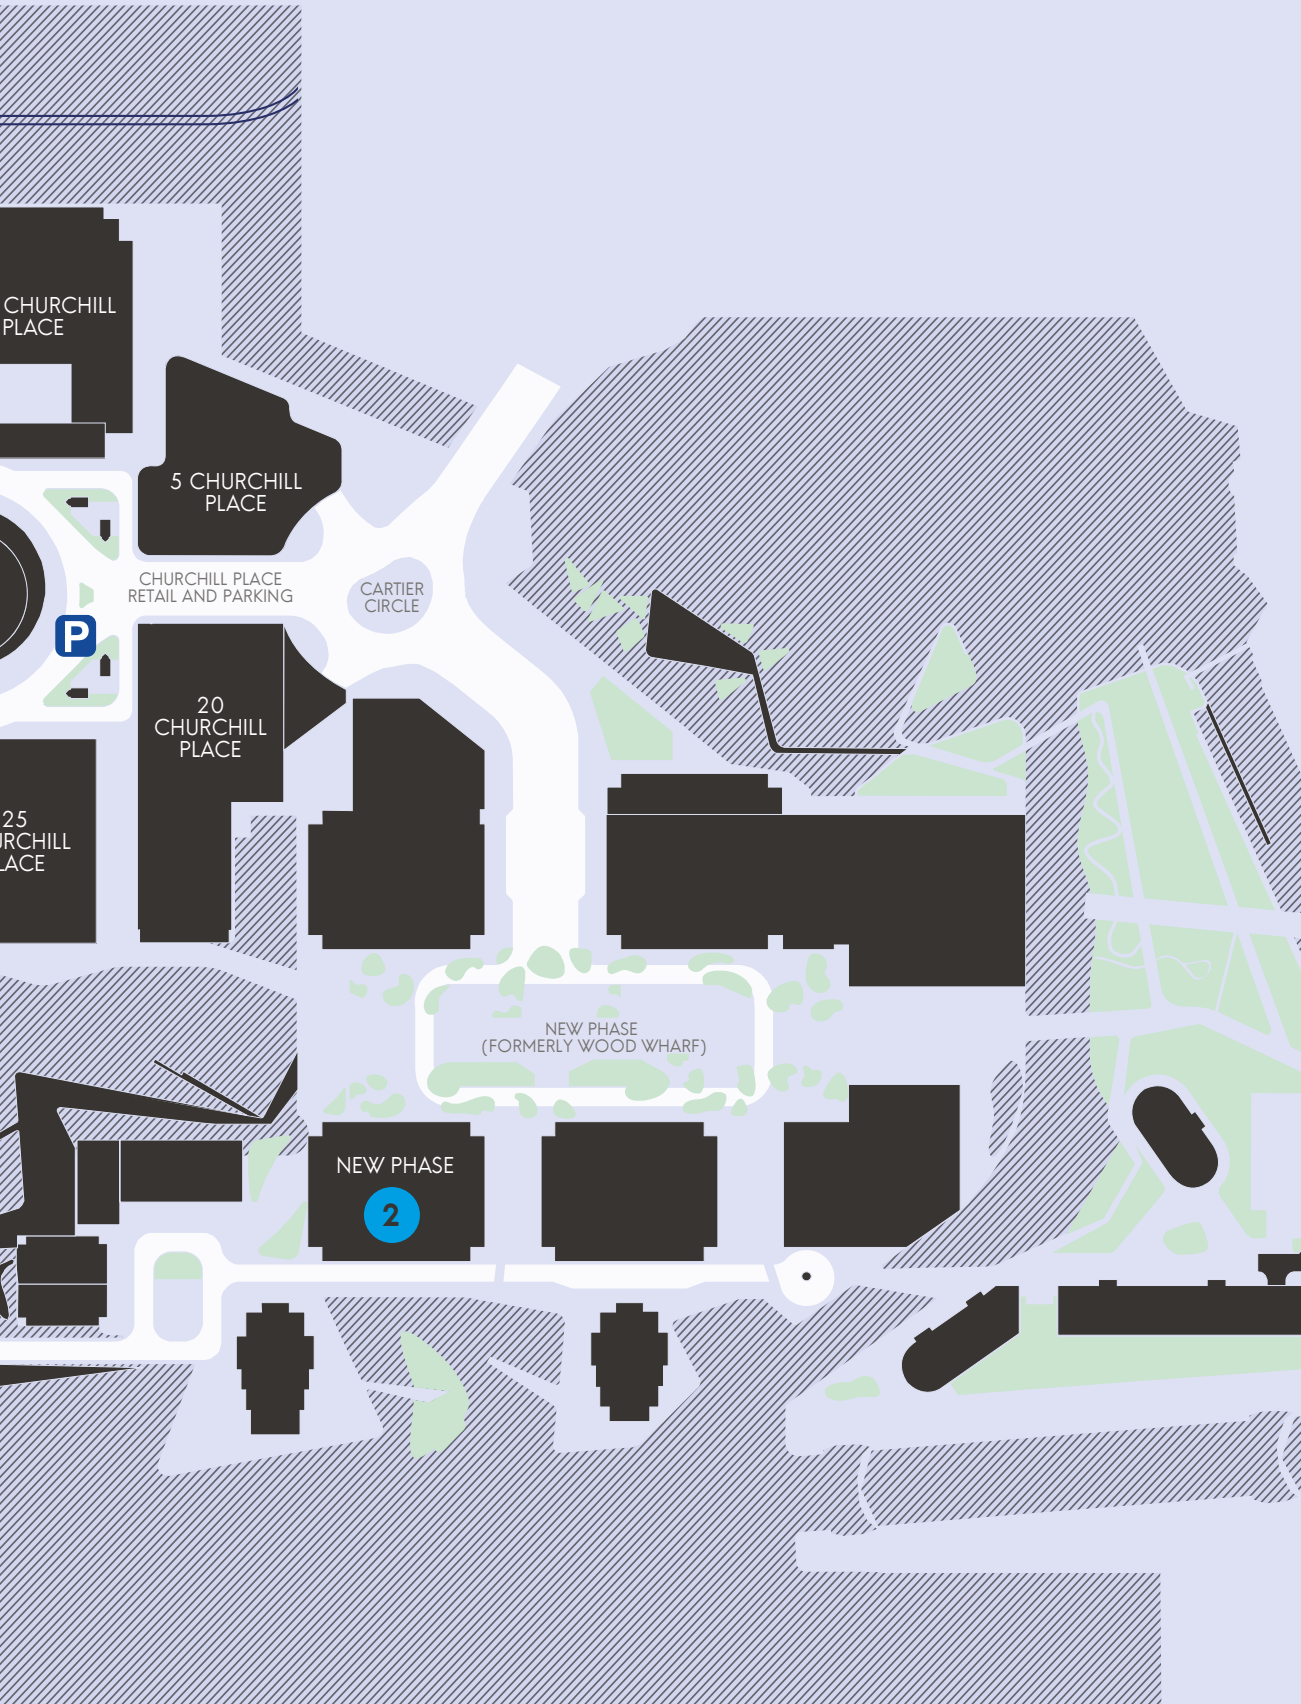 CHURCHILL
PLACE
5 CHURCHILL
PLACE
CHURCHILL PLACE
RETAIL AND PARKING
CARTIER
CIRCLE
P
20
CHURCHILL
PLACE
25
URCHILL
LACE
NEW PHASE
(FORMERLY WOOD WHARF)
NEW PHASE
2